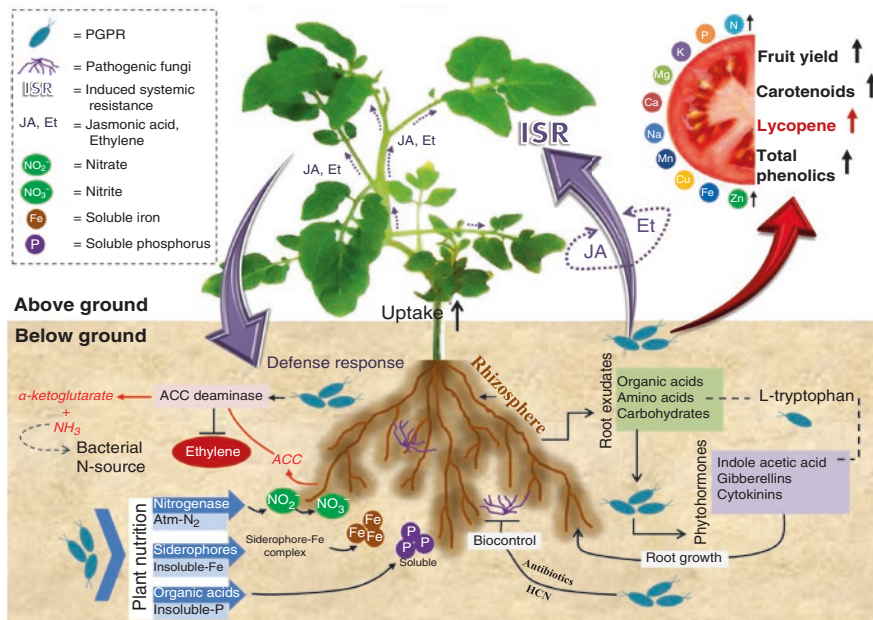 = PGPR
= Pathogenic fungi
ISR
= Induced systemic
resistance
JA, Et
= Jasmonic acid,
Ethylene
NO₂⁻
= Nitrate
NO₃⁻
= Nitrite
Fe
= Soluble iron
P
= Soluble phosphorus
JA, Et
JA, Et
ISR
Et
JA
N
P
K
Mg
Ca
Na
Mn
Cu
Fe
Zn
Fruit yield
Carotenoids
Lycopene
Total
phenolics
Above ground
Below ground
Uptake
Defense response
α-ketoglutarate
+
NH₃
ACC deaminase
Bacterial
N-source
Ethylene
ACC
Rhizosphere
Root exudates
Organic acids
Amino acids
Carbohydrates
L-tryptophan
Phytohormones
Indole acetic acid
Gibberellins
Cytokinins
Root growth
Plant nutrition
Nitrogenase
Atm-N₂
NO₂⁻
NO₃⁻
Siderophores
Insoluble-Fe
Siderophore-Fe
complex
Fe
Fe
Fe
Organic acids
Insoluble-P
P
P
P
Soluble
Biocontrol
Antibiotics
HCN